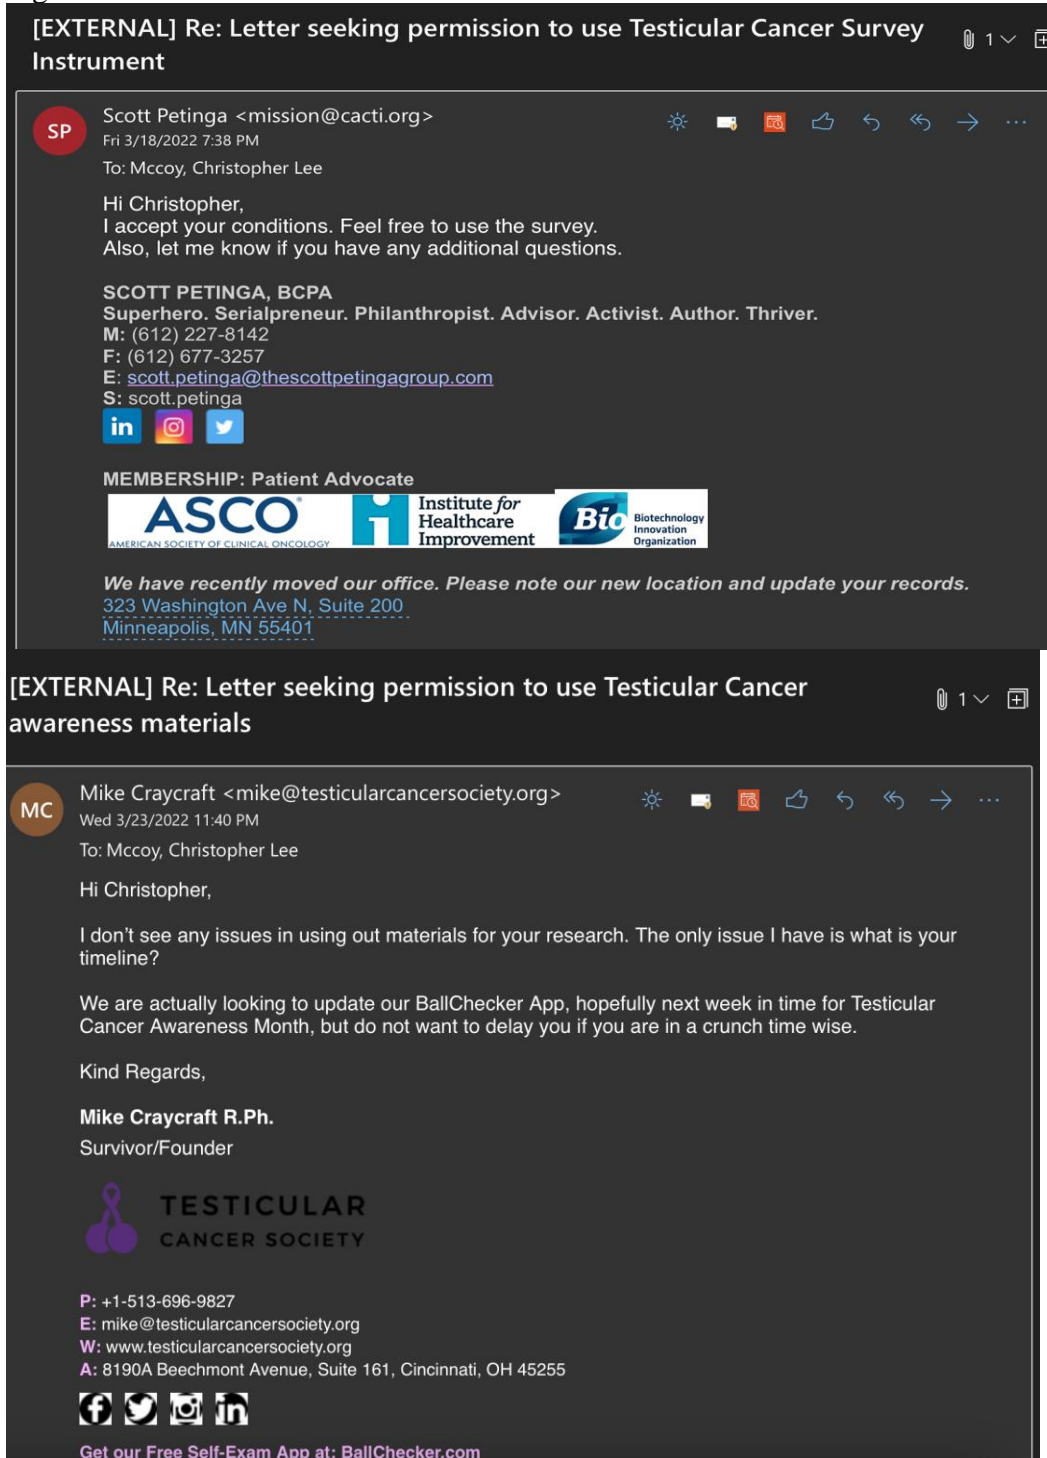 [EXTERNAL] Re: Letter seeking permission to use Testicular Cancer Survey
Instrument
1
SP
Scott Petinga <mission@cacti.org>
Fri 3/18/2022 7:38 PM
To: Mccoy, Christopher Lee
Hi Christopher,
I accept your conditions. Feel free to use the survey.
Also, let me know if you have any additional questions.
SCOTT PETINGA, BCPA
Superhero. Serialpreneur. Philanthropist. Advisor. Activist. Author. Thriver.
M: (612) 227-8142
F: (612) 677-3257
E: scott.petinga@thescottpetingagroup.com
S: scott.petinga
in
MEMBERSHIP: Patient Advocate
ASCO
AMERICAN SOCIETY OF CLINICAL ONCOLOGY
Institute for
Healthcare
Improvement
Bio
Biotechnology
Innovation
Organization
We have recently moved our office. Please note our new location and update your records.
323 Washington Ave N, Suite 200
Minneapolis, MN 55401
[EXTERNAL] Re: Letter seeking permission to use Testicular Cancer
awareness materials
1
MC
Mike Craycraft <mike@testicularcancersociety.org>
Wed 3/23/2022 11:40 PM
To: Mccoy, Christopher Lee
Hi Christopher,
I don't see any issues in using out materials for your research. The only issue I have is what is your
timeline?
We are actually looking to update our BallChecker App, hopefully next week in time for Testicular
Cancer Awareness Month, but do not want to delay you if you are in a crunch time wise.
Kind Regards,
Mike Craycraft R.Ph.
Survivor/Founder
TESTICULAR
CANCER SOCIETY
P: +1-513-696-9827
E: mike@testicularcancersociety.org
W: www.testicularcancersociety.org
A: 8190A Beechmont Avenue, Suite 161, Cincinnati, OH 45255
f in
Get our Free Self-Exam App at: BallChecker.com